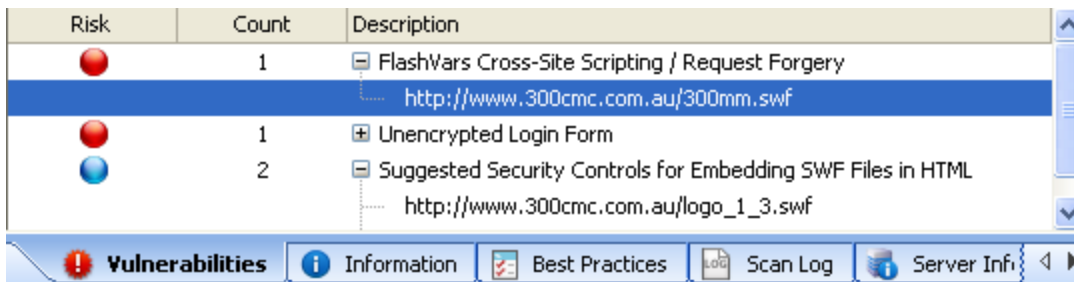 Risk Count Description
1 FlashVars Cross-Site Scripting / Request Forgery
http://www.300cmc.com.au/300mm.swf
1 Unencrypted Login Form
2 Suggested Security Controls for Embedding SWF Files in HTML
http://www.300cmc.com.au/logo_1_3.swf
Vulnerabilities Information Best Practices LOG Scan Log Server Inf